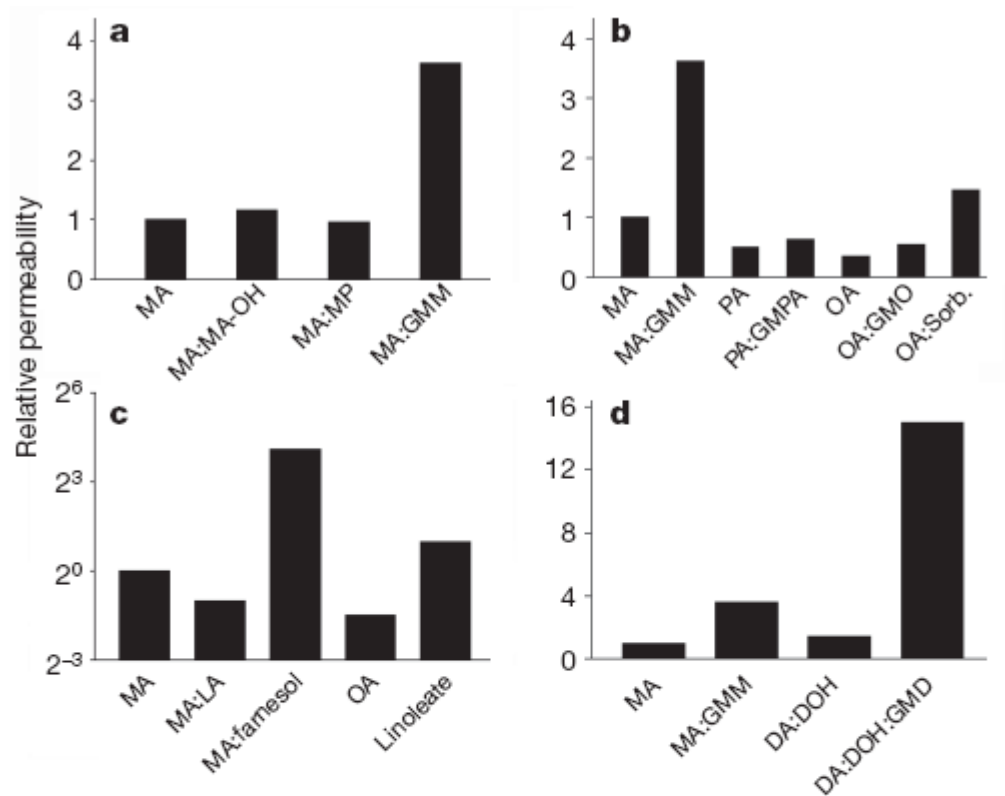 Relative permeability
a
4
3
2
1
0
MA
MA:MA-OH
MA:MP
MA:GMM
b
4
3
2
1
0
MA
MA:GMM
PA
PA:GMPA
OA
OA:GMO
OA:Sorb.
c
2⁶
2³
2⁰
2⁻³
MA
MA:LA
MA:farnesol
OA
Linoleate
d
16
12
8
4
0
MA
MA:GMM
DA:DOH
DA:DOH:GMD